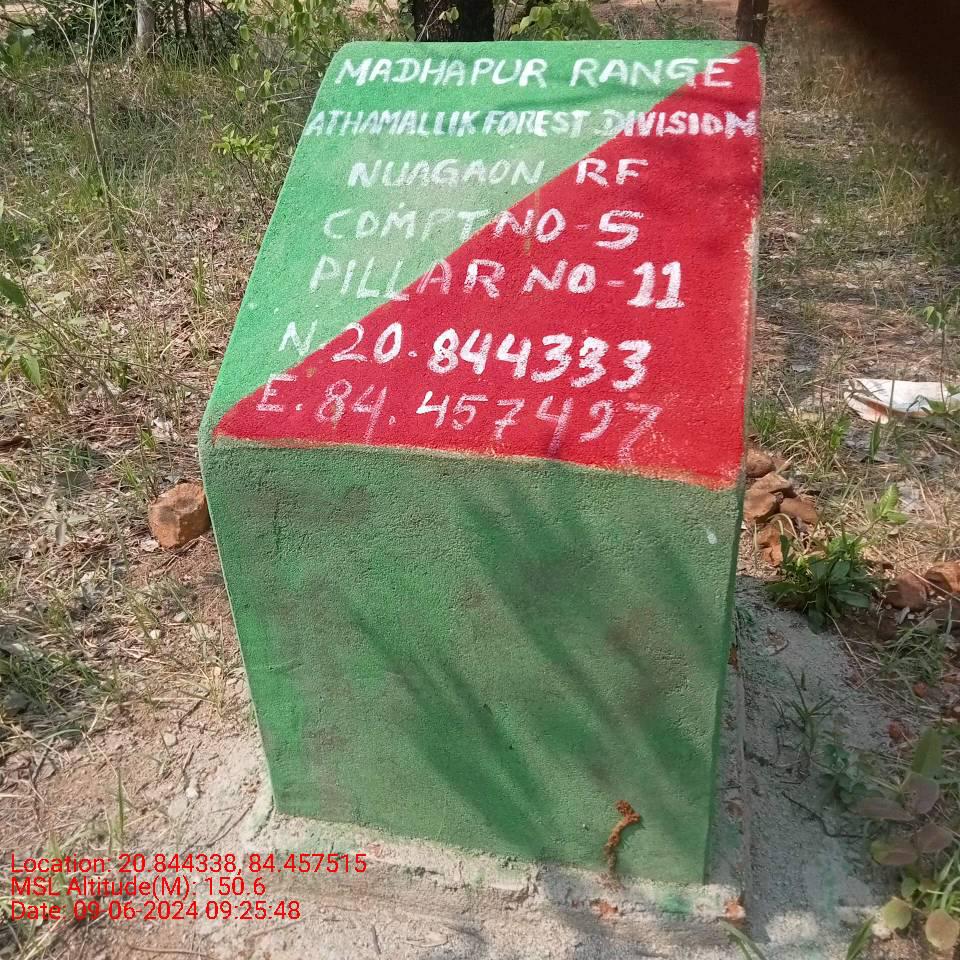 MADHAPUR RANGE
ATHAMALLIK FOREST DIVISION
NUAGAON RF
COMPT NO-5
PILLAR NO-11
N. 20.844333
E. 84.457497
Location: 20.844338, 84.457515
MSL Altitude(M): 150.6
Date: 09-06-2024 09:25:48